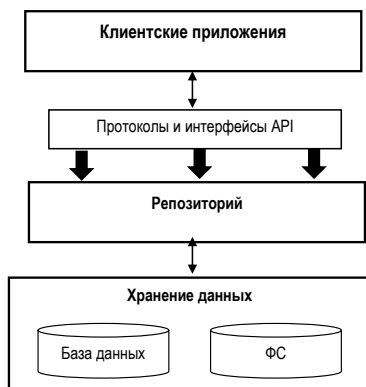 Клиентские приложения
Протоколы и интерфейсы API
Репозиторий
Хранение данных
База данных
ФС